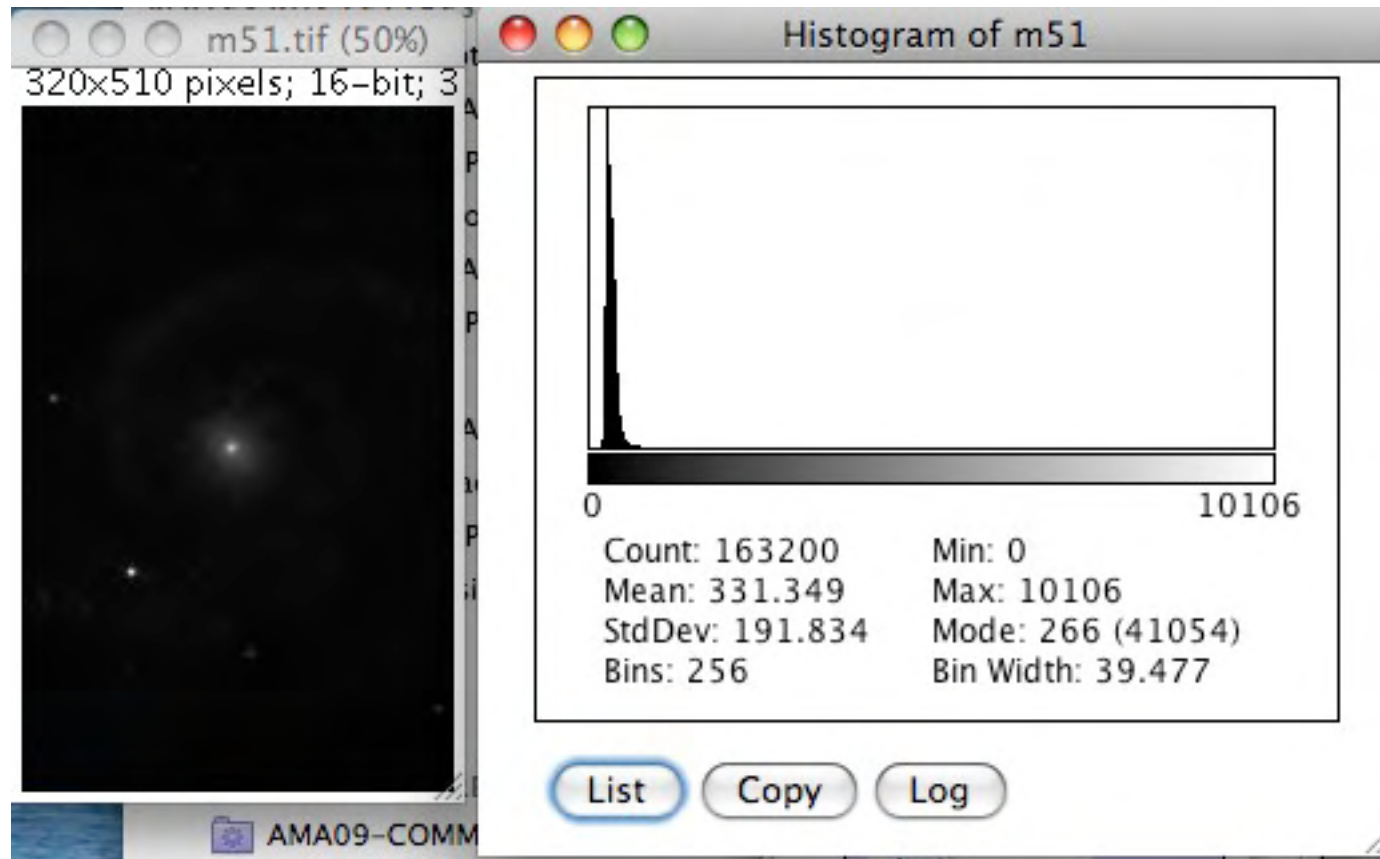 m51.tif (50%)
320x510 pixels; 16-bit; 3
Histogram of m51
0
10106
Count: 163200
Min: 0
Mean: 331.349
Max: 10106
StdDev: 191.834
Mode: 266 (41054)
Bins: 256
Bin Width: 39.477
List
Copy
Log
AMA09-COMM